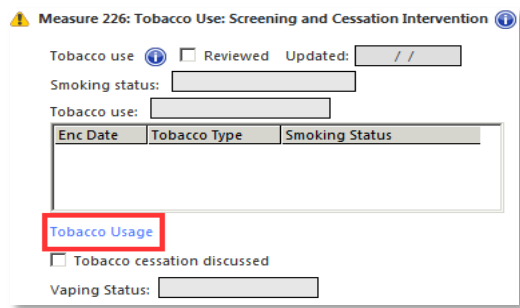 Measure 226: Tobacco Use: Screening and Cessation Intervention
Tobacco use Reviewed Updated: / /
Smoking status:
Tobacco use:
Enc Date Tobacco Type Smoking Status
Tobacco Usage
Tobacco cessation discussed
Vaping Status: